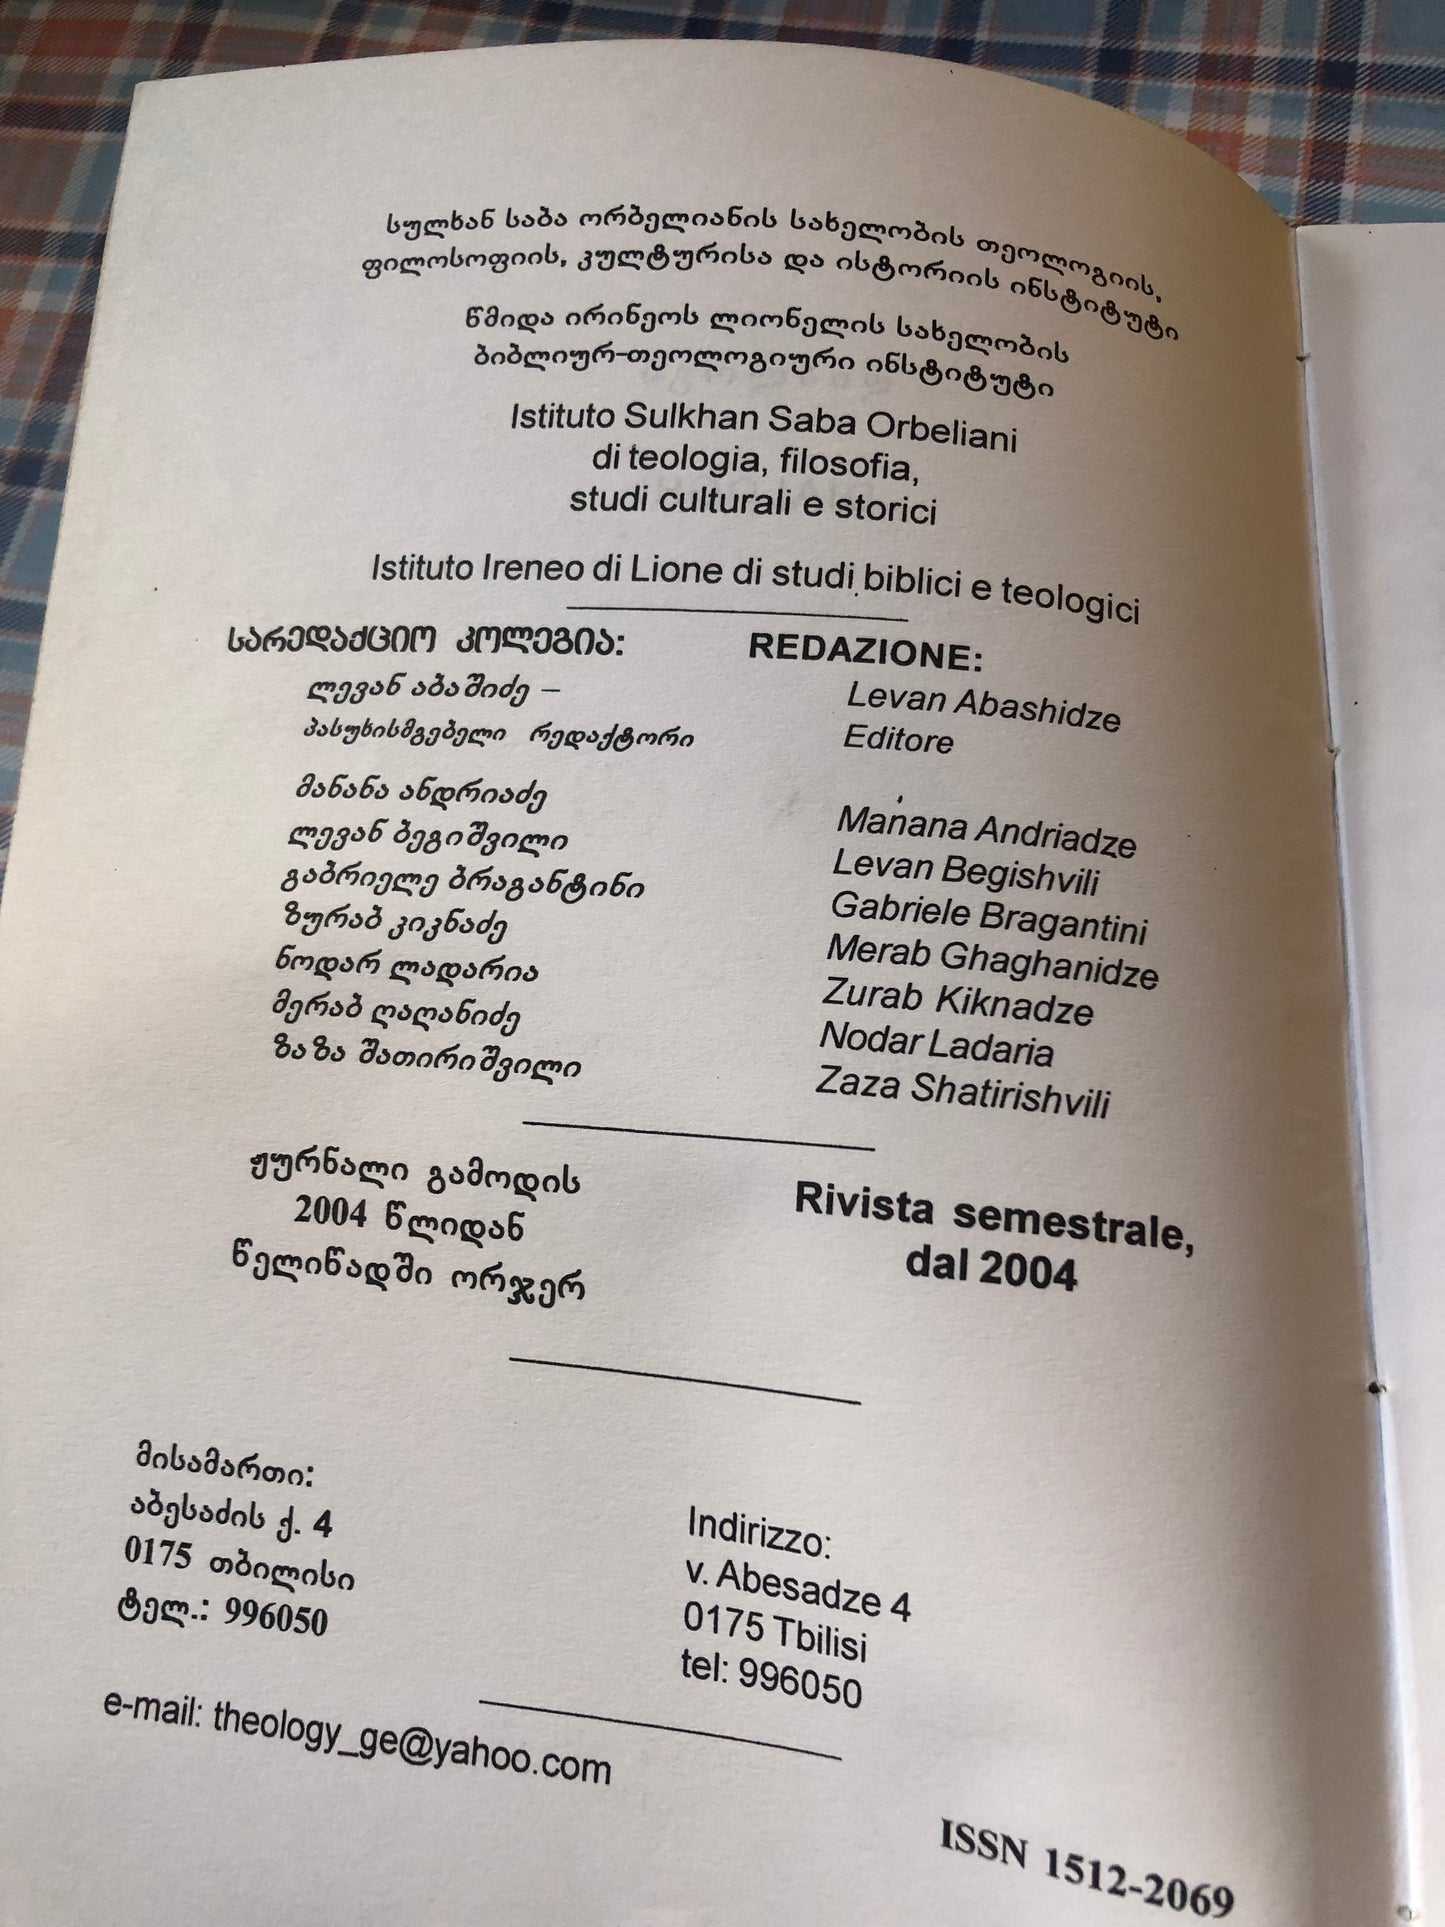 სულხან საბა ორბელიანის სახელობის თეოლოგიის,
ფილოსოფიის, კულტურისა და ისტორიის ინსტიტუტი
წმიდა ირინეოს ლიონელის სახელობის
ბიბლიურ-თეოლოგიური ინსტიტუტი
Istituto Sulkhan Saba Orbeliani
di teologia, filosofia,
studi culturali e storici
Istituto Ireneo di Lione di studi biblici e teologici
სარედაქციო კოლეგია:
ლევან აბაშიძე –
პასუხისმგებელი რედაქტორი
მანანა ანდრიაძე
ლევან ბეგიშვილი
გაბრიელე ბრაგანტინი
ზურაბ კიკნაძე
ნოდარ ლადარია
მერაბ ღაღანიძე
ზაზა შათირიშვილი
REDAZIONE:
Levan Abashidze
Editore
Manana Andriadze
Levan Begishvili
Gabriele Bragantini
Merab Ghaghanidze
Zurab Kiknadze
Nodar Ladaria
Zaza Shatirishvili
ჟურნალი გამოდის
2004 წლიდან
წელიწადში ორჯერ
Rivista semestrale,
dal 2004
მისამართი:
აბესაძის ქ. 4
0175 თბილისი
ტელ.: 996050
Indirizzo:
v. Abesadze 4
0175 Tbilisi
tel: 996050
e-mail: theology_ge@yahoo.com
ISSN 1512-2069